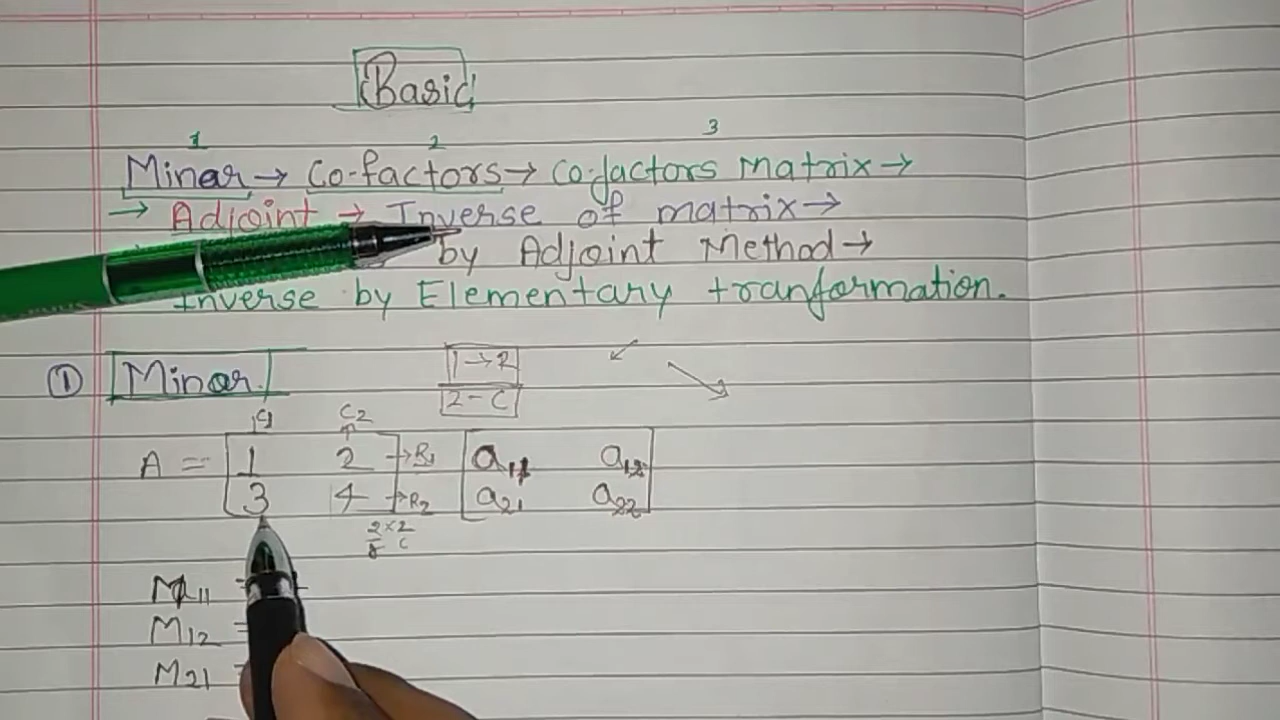 Basic
1 2 3
Minor → Co-factors → Co-factors Matrix →
→ Adjoint → Inverse of matrix →
by Adjoint Method →
Inverse by Elementary tranformation.
① Minor
1 → R
2 - C
C1 C2
A = [1 2 → R1 [a11 a12
3 4] → R2 a21 a22]
2 × 2
r c
M11 =
M12 =
M21 =